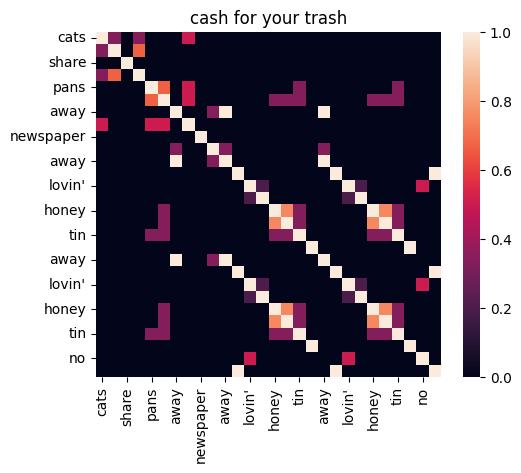 cash for your trash
cats
share
pans
away
newspaper
away
lovin'
honey
tin
away
lovin'
honey
tin
no
1.0
0.8
0.6
0.4
0.2
0.0
cats
share
pans
away
newspaper
away
lovin'
honey
tin
away
lovin'
honey
tin
no